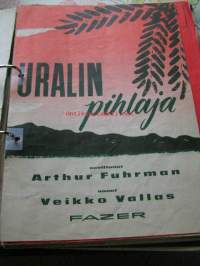 URALIN
pihlaja
sovittanut
Arthur Fuhrman
sanat
Veikko Vallas
FAZER